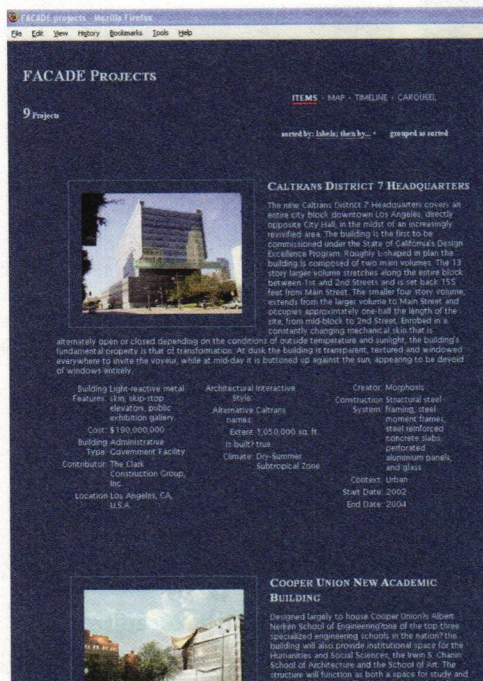 FACADE projects - Mozilla Firefox
File Edit View History Bookmarks Tools Help
FACADE PROJECTS
ITEMS • MAP • TIMELINE • CAROUSEL
9 Projects
sorted by: labels; then by... • grouped as sorted
CALTRANS DISTRICT 7 HEADQUARTERS
The new Caltrans District 7 Headquarters covers an
entire city block downtown Los Angeles, directly
opposite City Hall, in the midst of an increasingly
revisified area. The building is the first to be
commissioned under the State of California's Design
Excellence Program. Roughly L-shaped in plan the
building is composed of two main volumes. The 13
story larger volume stretches along the entire block
between 1st and 2nd Streets and is set back 155
feet from Main Street. The smaller four story volume,
extends from the larger volume to Main Street and
occupies approximately one-half the length of the
site, from mid-block to 2nd Street. Enrobed in a
constantly changing mechanical skin that is
alternately open or closed depending on the conditions of outside temperature and sunlight, the building's
fundamental property is that of transformation. At dusk the building is transparent, textured and windowed
everywhere to invite the voyeur, while at mid-day it is buttoned up against the sun, appearing to be devoid
of windows entirely.
Building Features: Light-reactive metal
skin, skip-stop
elevators, public
exhibition gallery
Cost: $190,000,000
Building Type: Administrative
Government Facility
Contributor: The Clark
Construction Group,
Inc.
Location: Los Angeles, CA,
U.S.A.
Architectural Style: Interactive
Alternative names: Caltrans
Extent: 1,050,000 sq. ft.
It built? true
Climate: Dry-Summer
Subtropical Zone
Creator: Morphosis
Construction System: Structural steel
framing, steel
moment frames,
steel reinforced
concrete slabs,
perforated
aluminium panels,
and glass
Context: Urban
Start Date: 2002
End Date: 2004
COOPER UNION NEW ACADEMIC
BUILDING
Designed largely to house Cooper Union?s Albert
Nerken School of Engineering?one of the top three
specialized engineering schools in the nation?the
building will also provide institutional space for the
Humanities and Social Sciences, the Irwin S. Chanin
School of Architecture and the School of Art. The
structure will function as both a space for study and